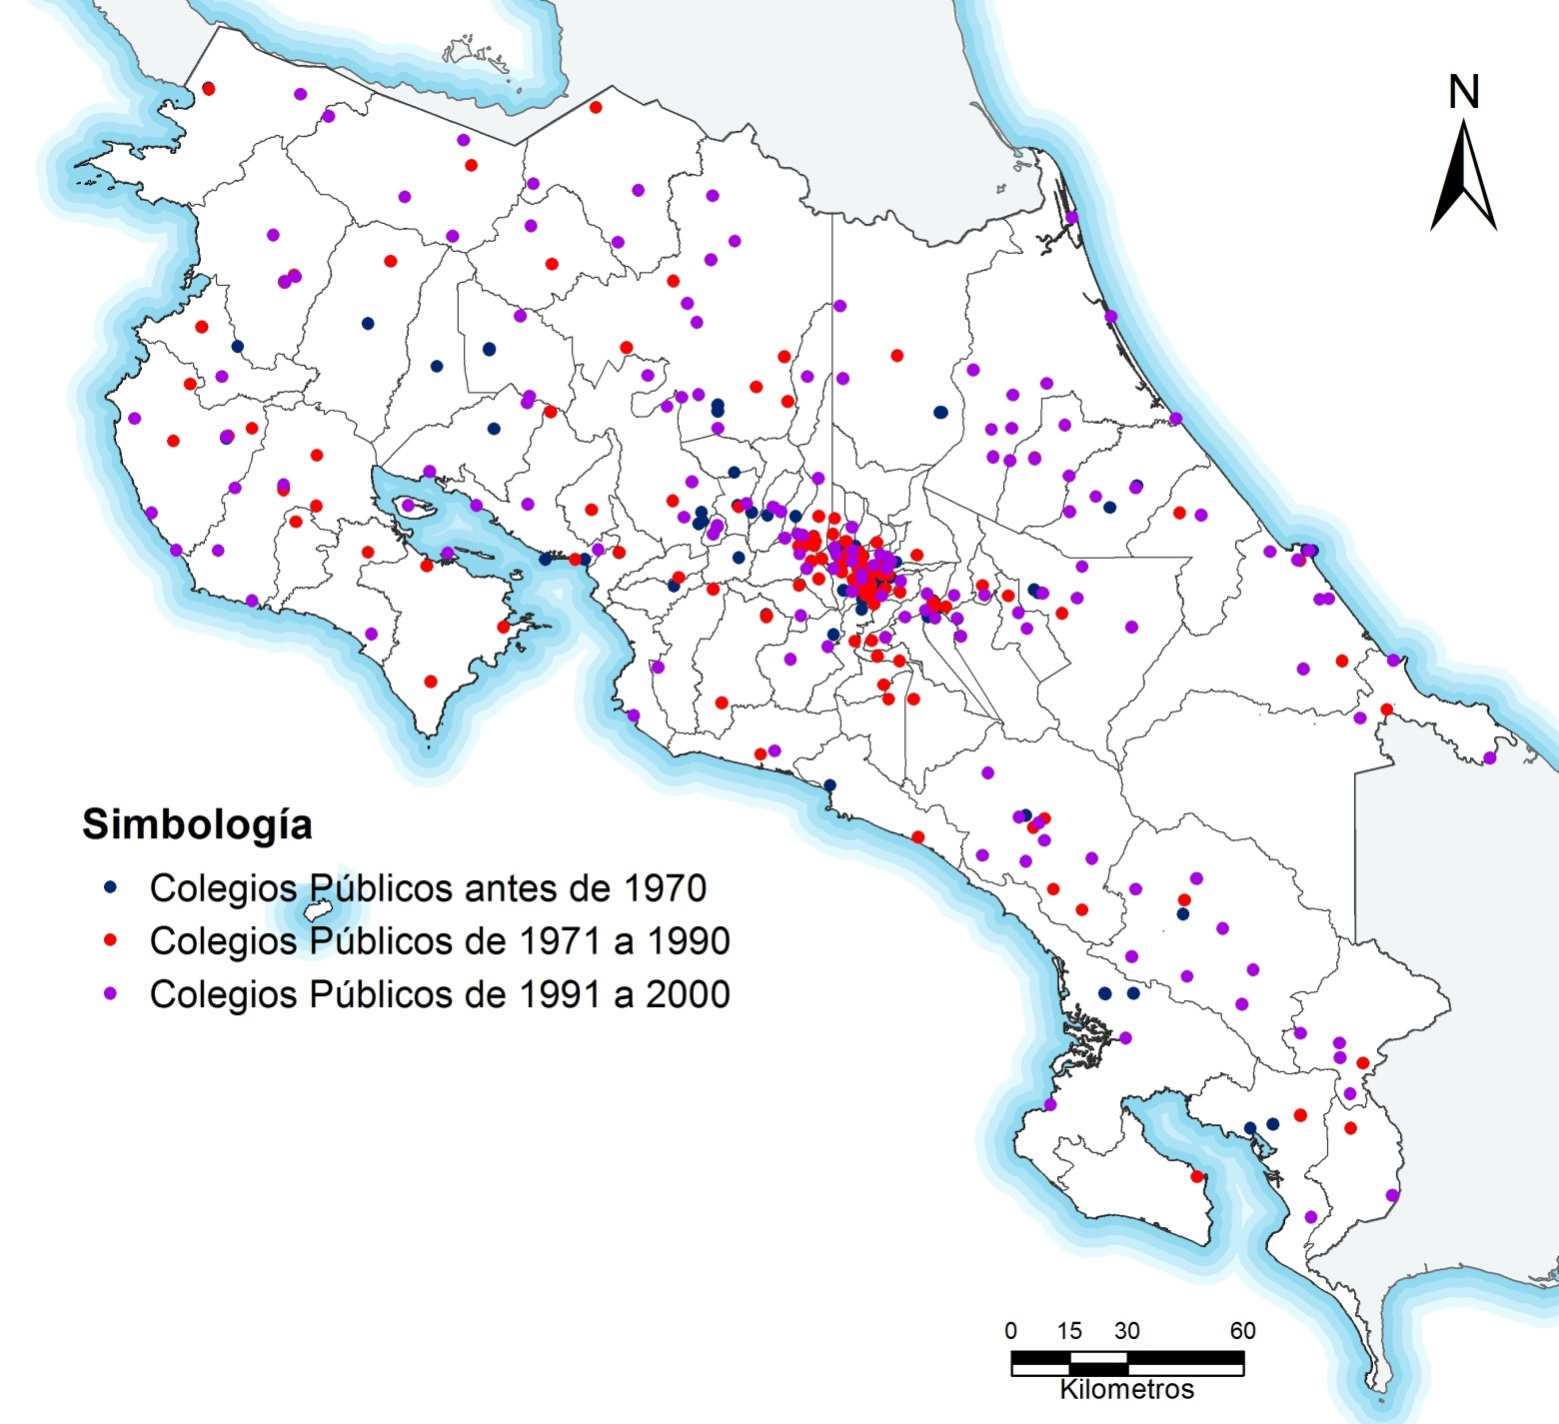 N
Simbología
Colegios Públicos antes de 1970
Colegios Públicos de 1971 a 1990
Colegios Públicos de 1991 a 2000
0 15 30 60
Kilometros